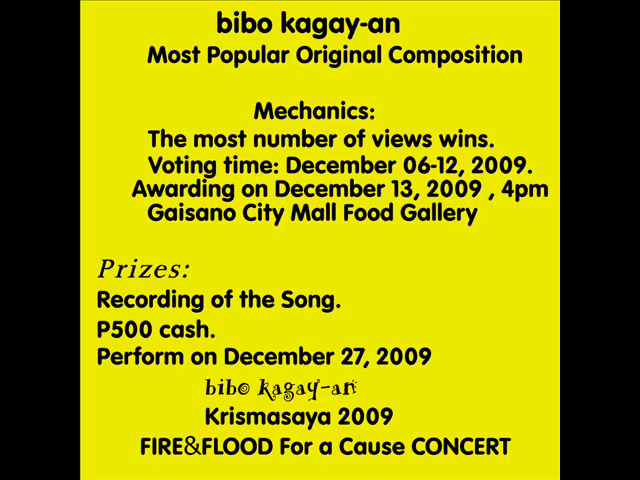 bibo kagay-an
Most Popular Original Composition
Mechanics:
The most number of views wins.
Voting time: December 06-12, 2009.
Awarding on December 13, 2009 , 4pm
Gaisano City Mall Food Gallery
Prizes:
Recording of the Song.
P500 cash.
Perform on December 27, 2009
bibo kagay-an
Krismasaya 2009
FIRE&FLOOD For a Cause CONCERT